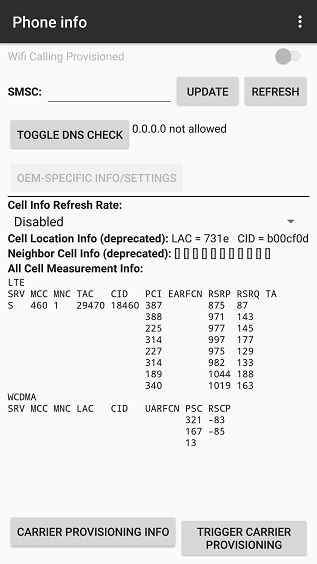 Phone info
Wifi Calling Provisioned
SMSC: UPDATE REFRESH
TOGGLE DNS CHECK 0.0.0.0 not allowed
OEM-SPECIFIC INFO/SETTINGS
Cell Info Refresh Rate:
Disabled
Cell Location Info (deprecated): LAC = 731e CID = b00cf0d
Neighbor Cell Info (deprecated): [] [] [] [] [] [] [] [] [] [] []
All Cell Measurement Info:
LTE
SRV MCC MNC TAC CID PCI EARFCN RSRP RSRQ TA
S 460 1 29470 18460 387 875 87
388 971 143
225 977 145
314 997 177
227 975 129
314 982 133
189 1044 188
340 1019 163
WCDMA
SRV MCC MNC LAC CID UARFCN PSC RSCP
321 -83
167 -85
13
CARRIER PROVISIONING INFO
TRIGGER CARRIER
PROVISIONING